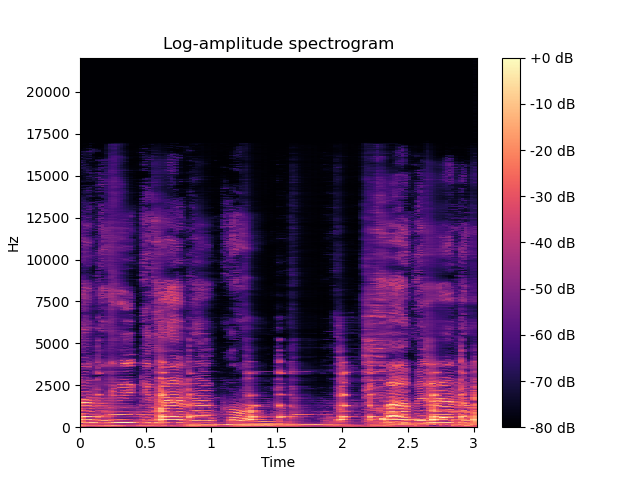 Log-amplitude spectrogram
Hz
20000
17500
15000
12500
10000
7500
5000
2500
0
0 0.5 1 1.5 2 2.5 3
Time
+0 dB
-10 dB
-20 dB
-30 dB
-40 dB
-50 dB
-60 dB
-70 dB
-80 dB